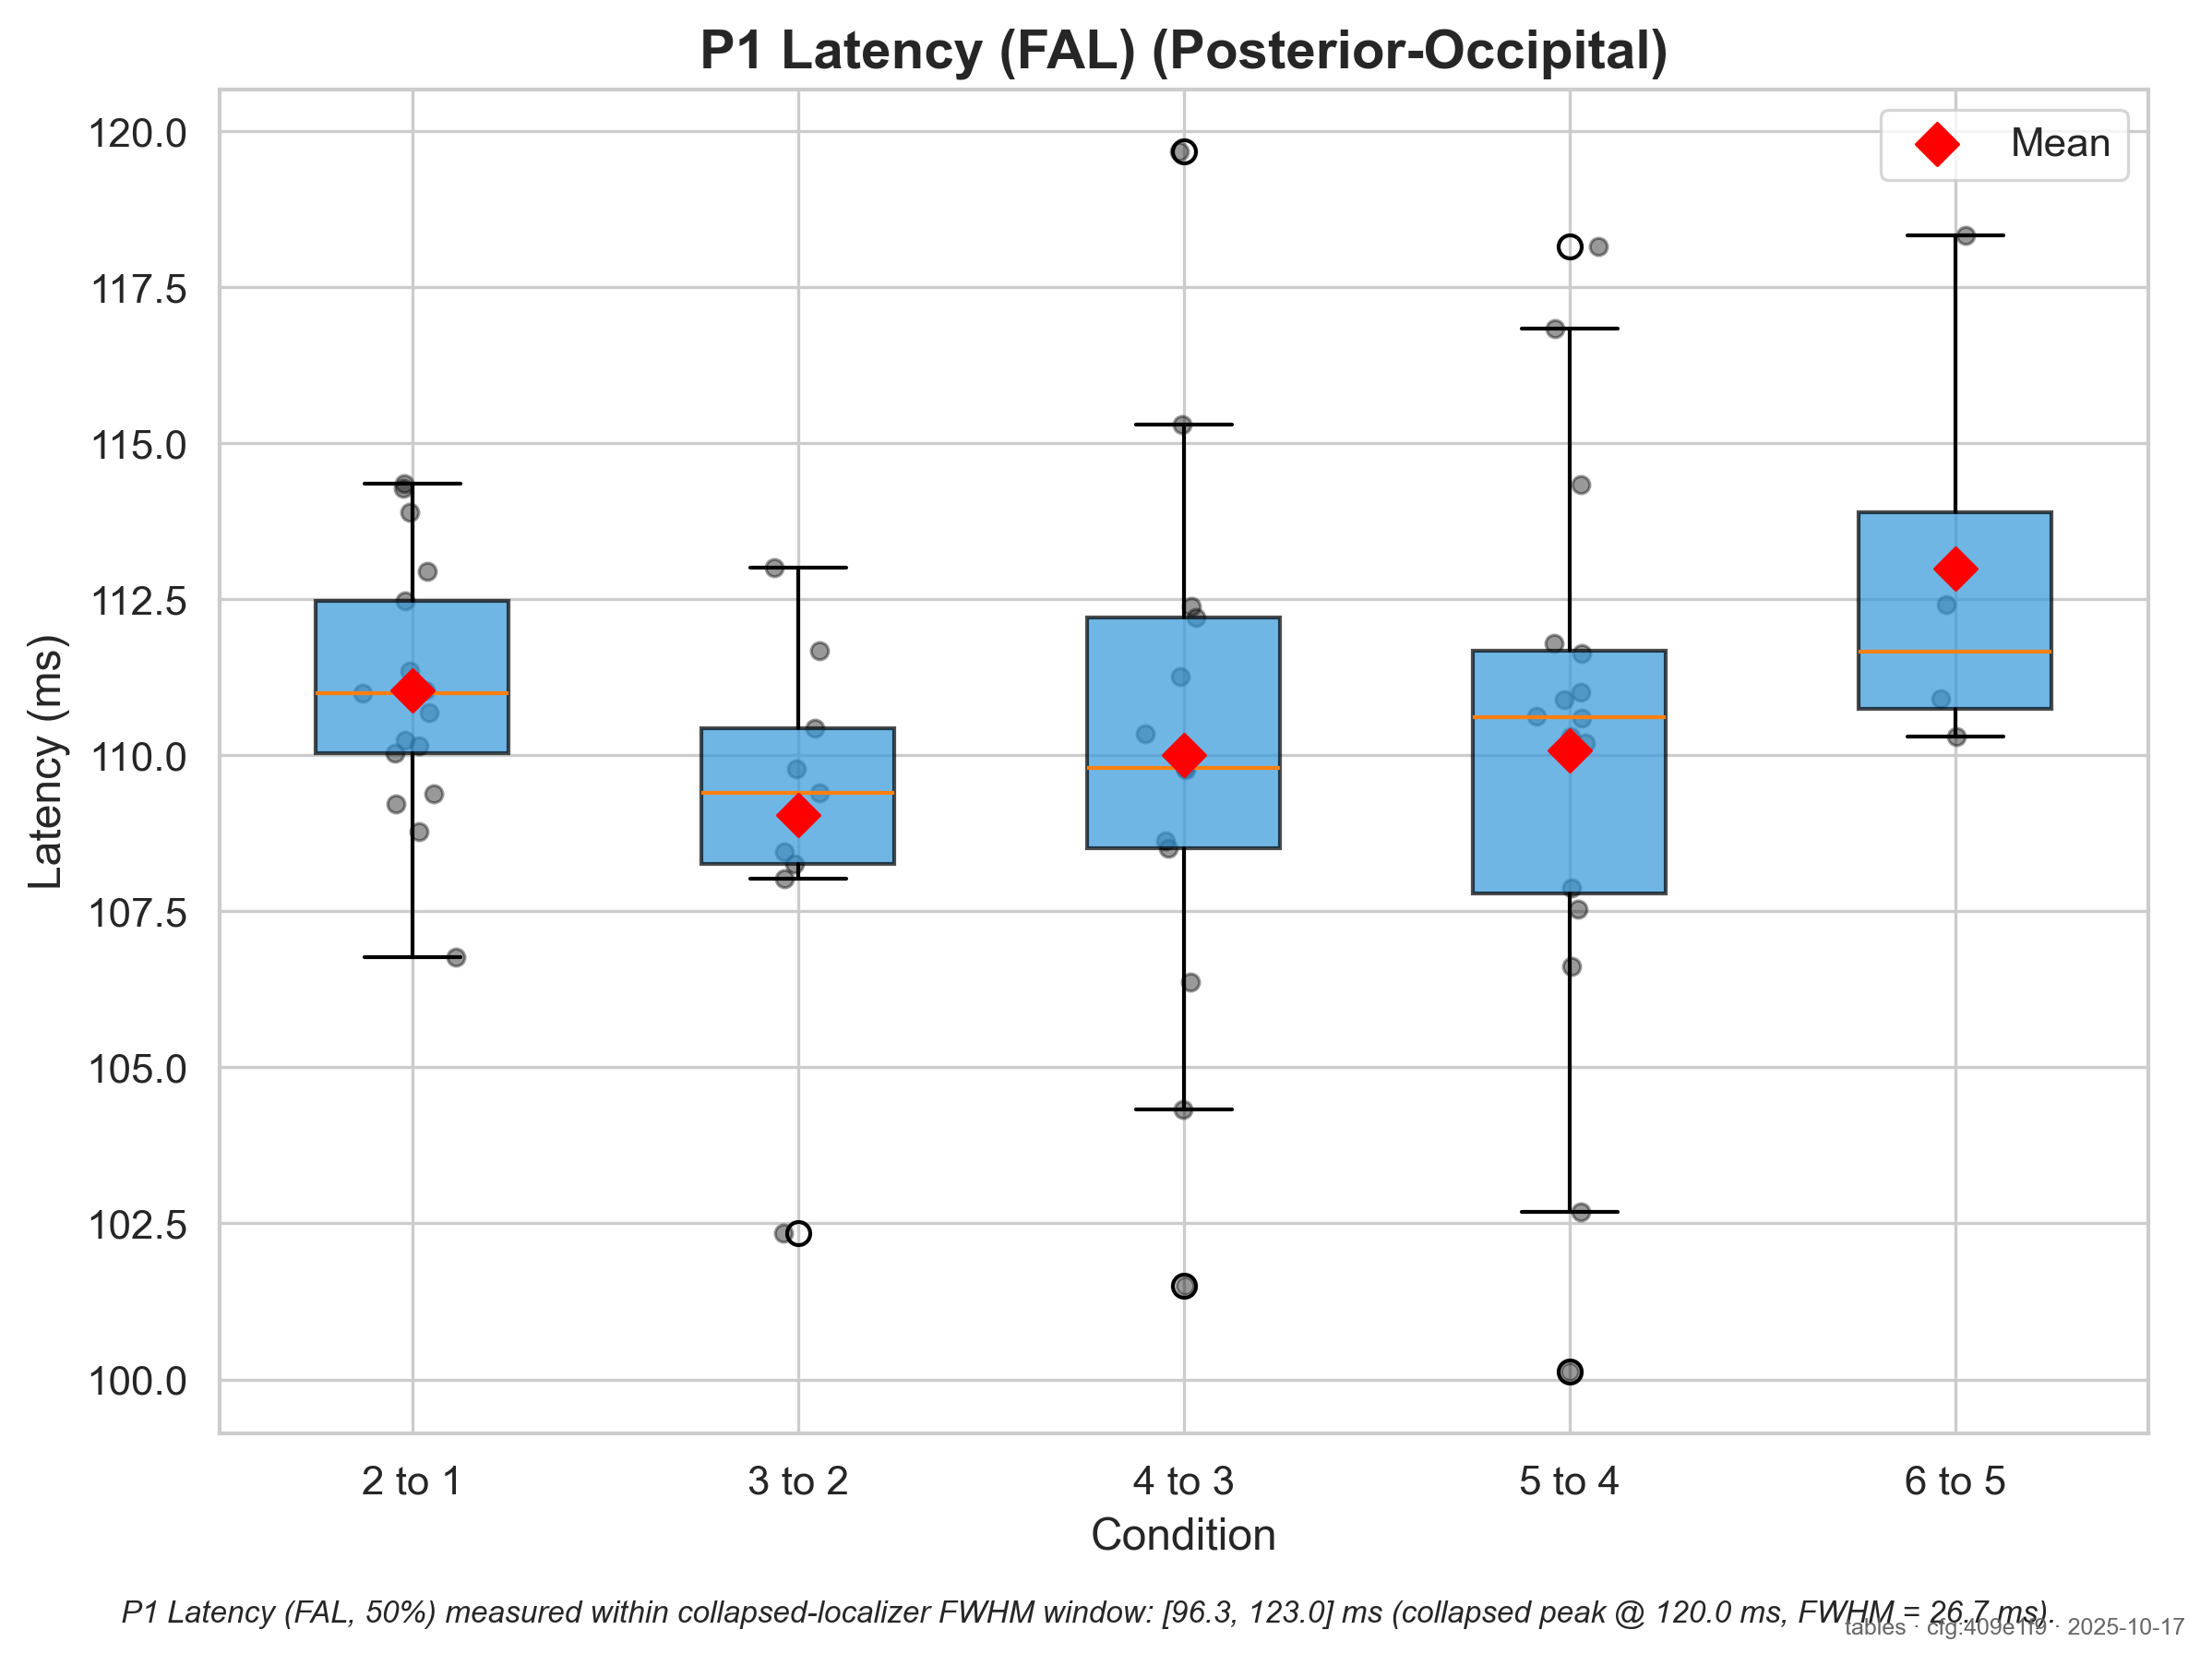 P1 Latency (FAL) (Posterior-Occipital)
Mean
120.0
117.5
115.0
112.5
110.0
107.5
105.0
102.5
100.0
Latency (ms)
2 to 1 3 to 2 4 to 3 5 to 4 6 to 5
Condition
P1 Latency (FAL, 50%) measured within collapsed-localizer FWHM window: [96.3, 123.0] ms (collapsed peak @ 120.0 ms, FWHM = 26.7 ms).
tables · cfg:409e1f9 · 2025-10-17